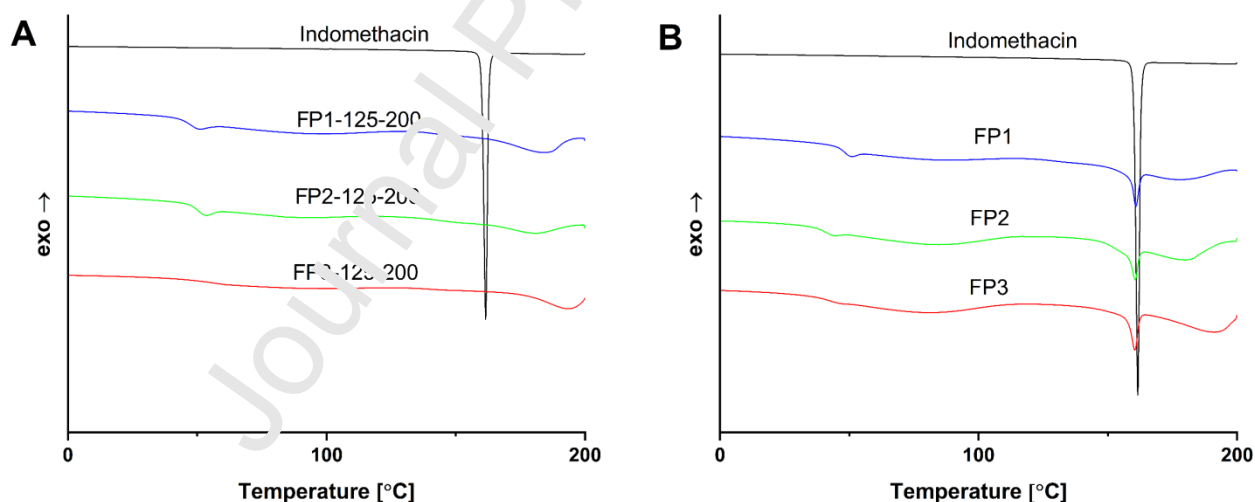 A
Indomethacin
FP1-125-200
FP2-125-200
FP3-125-200
exo →
0
100
200
Temperature [°C]
B
Indomethacin
FP1
FP2
FP3
exo →
0
100
200
Temperature [°C]
Journal P